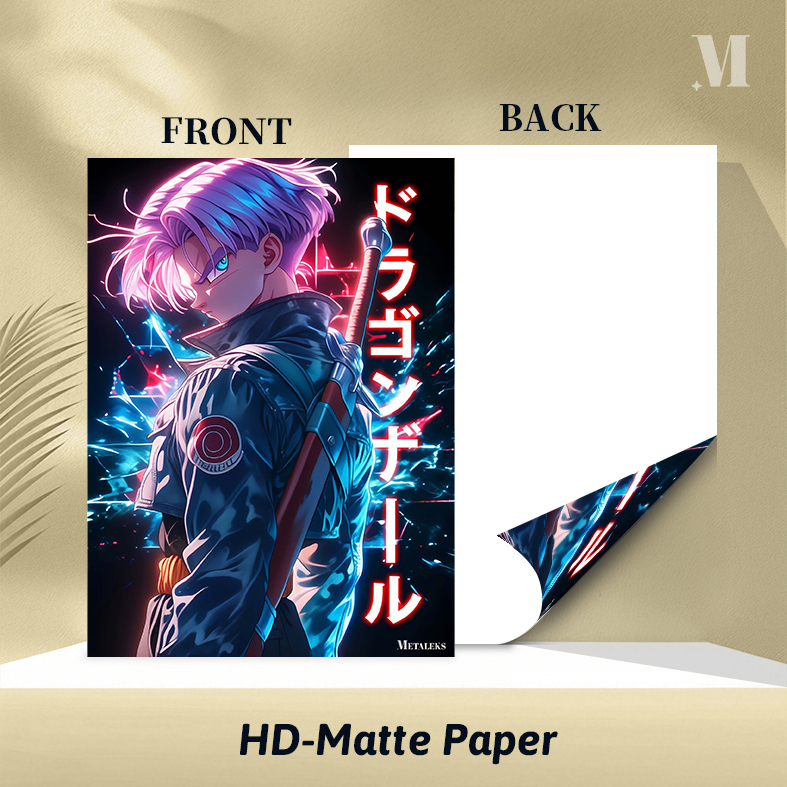 M
FRONT
BACK
ドラゴンボール
METALEKS
HD-Matte Paper